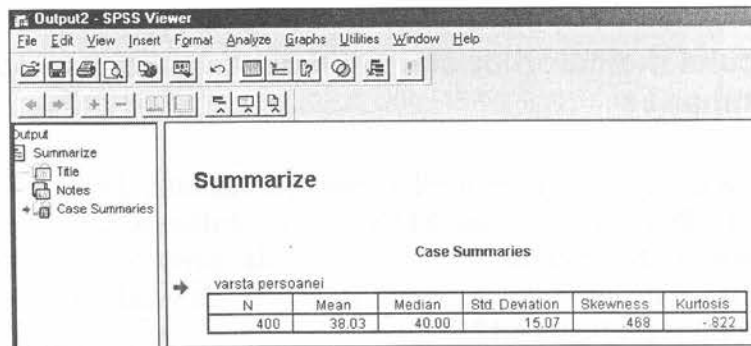 Output2 - SPSS Viewer
File Edit View Insert Format Analyze Graphs Utilities Window Help
Output
Summarize
Title
Notes
Case Summaries
Summarize
Case Summaries
varsta persoanei
N Mean Median Std. Deviation Skewness Kurtosis
400 38.03 40.00 15.07 .468 -.822